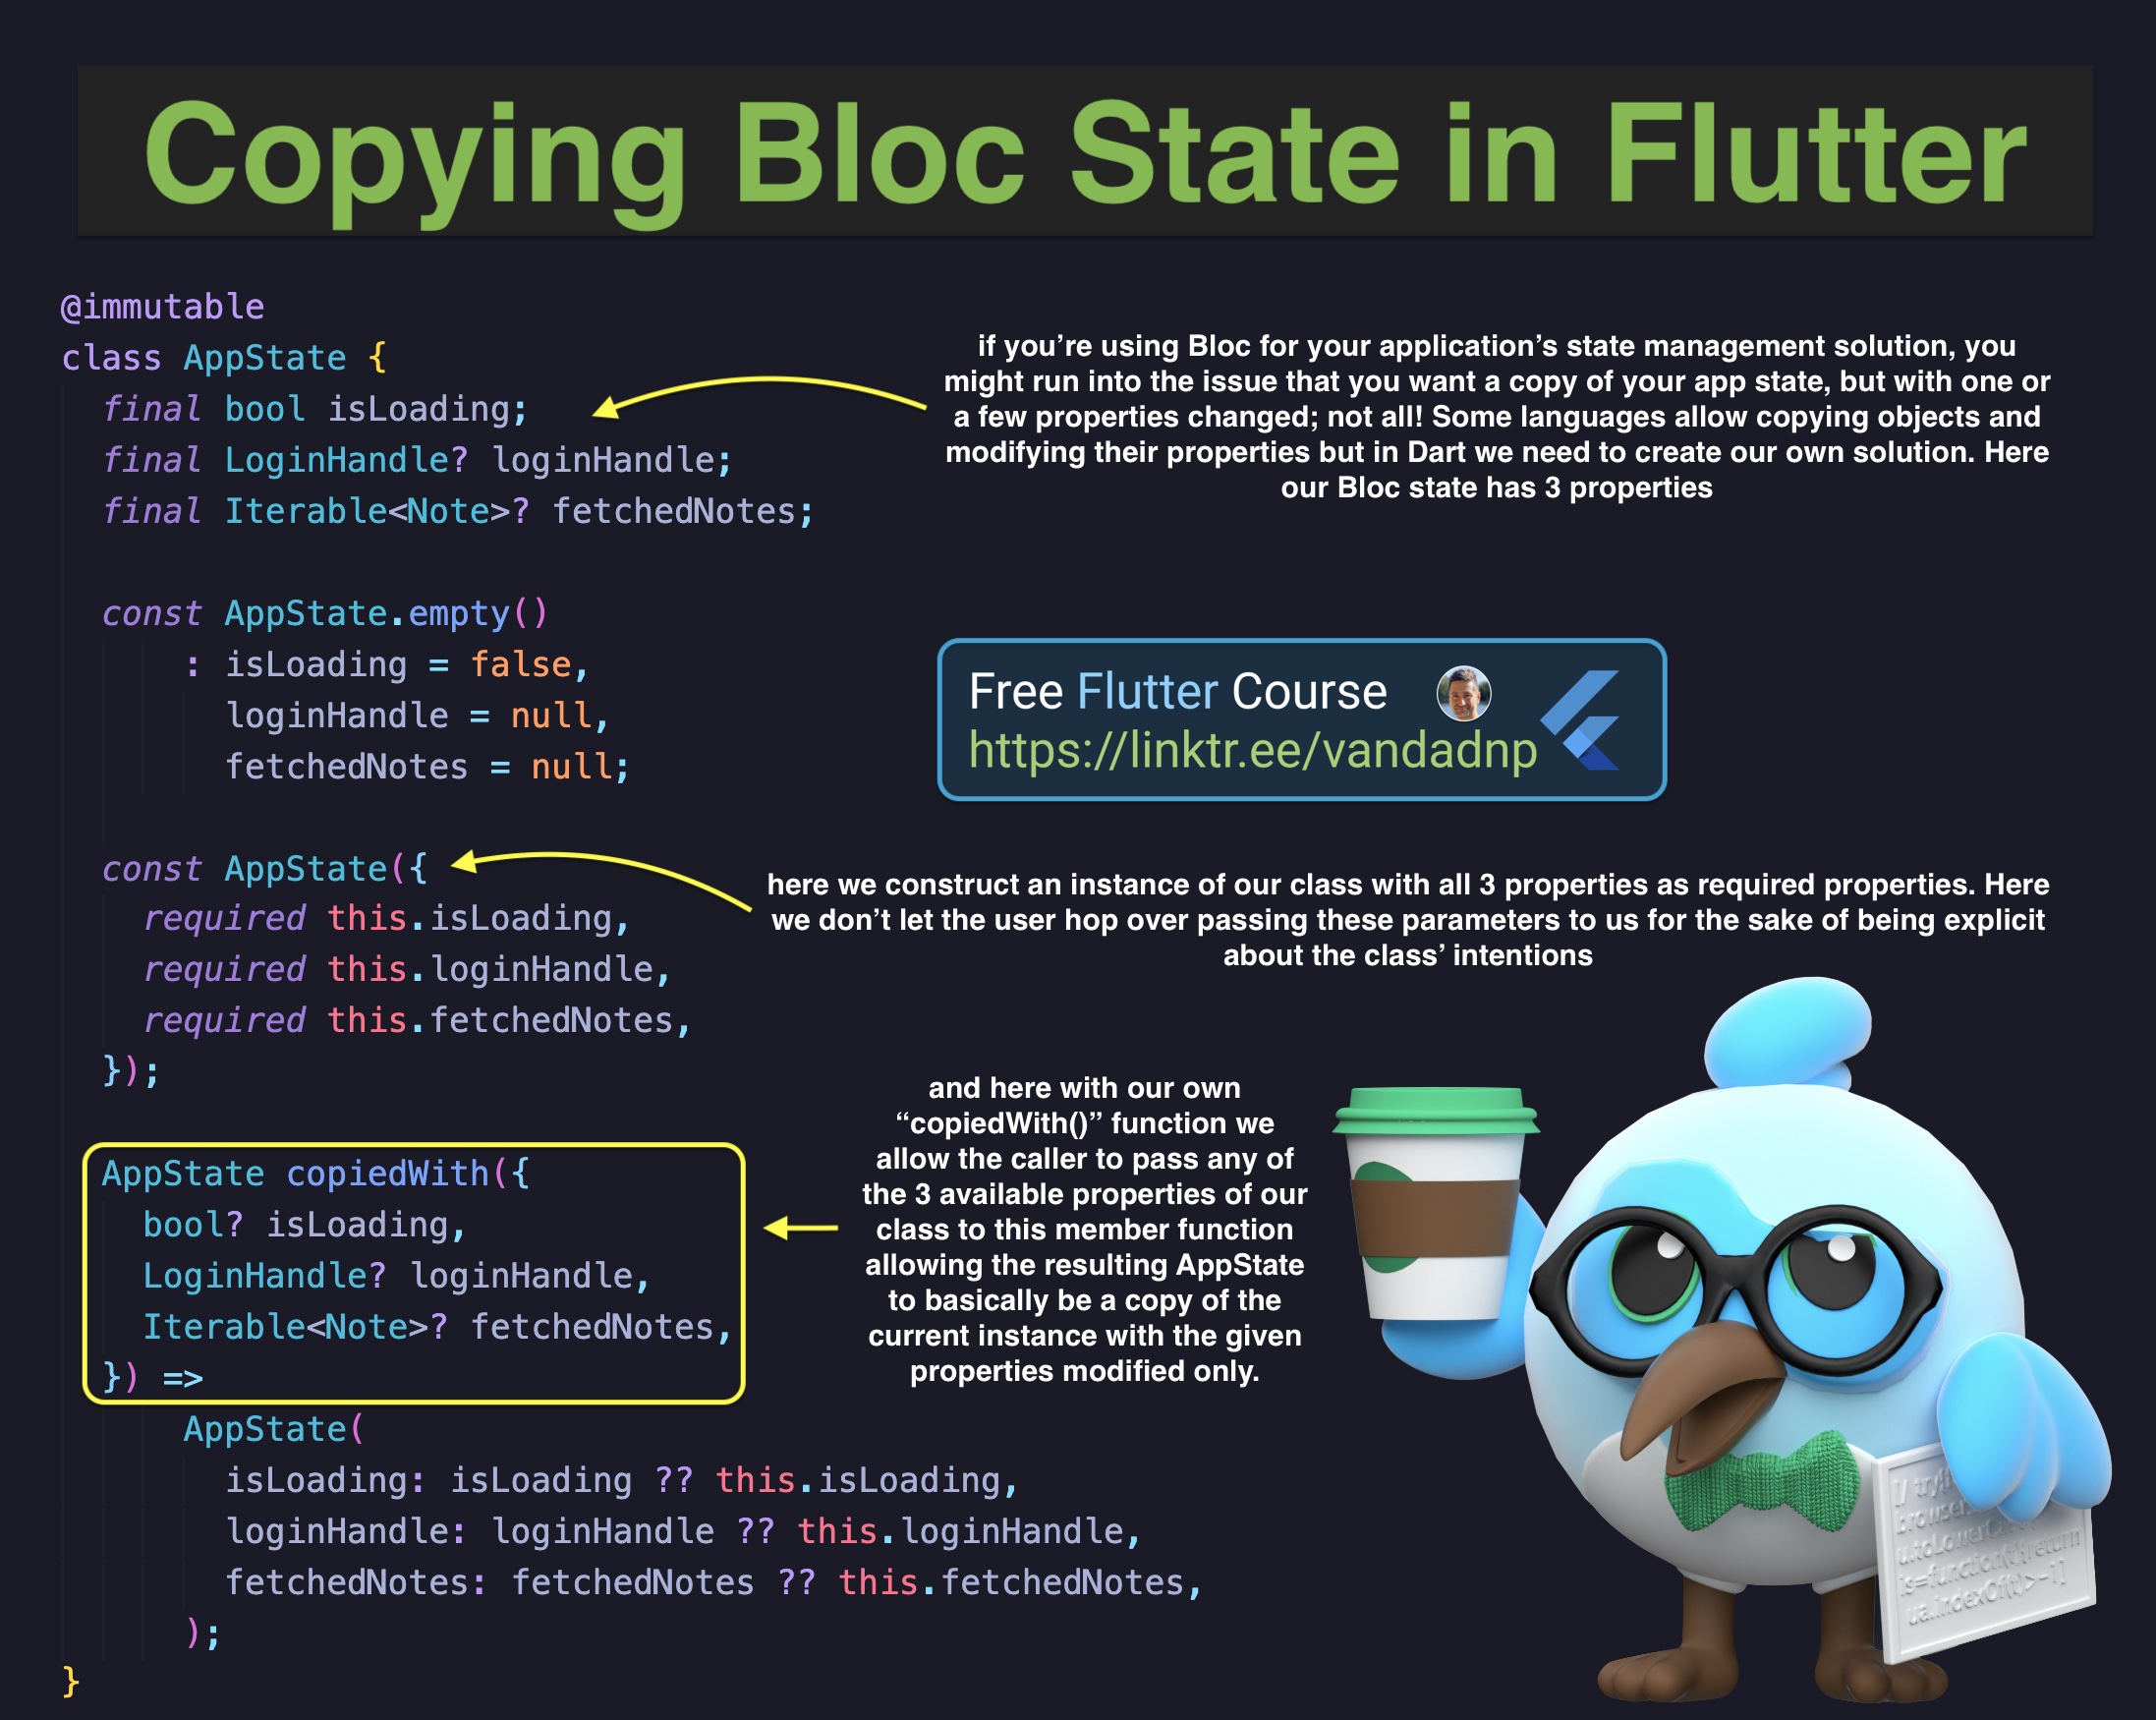 Copying Bloc State in Flutter
@immutable
class AppState {
final bool isLoading;
final LoginHandle? loginHandle;
final Iterable<Note>? fetchedNotes;
if you’re using Bloc for your application’s state management solution, you
might run into the issue that you want a copy of your app state, but with one or
a few properties changed; not all! Some languages allow copying objects and
modifying their properties but in Dart we need to create our own solution. Here
our Bloc state has 3 properties
const AppState.empty()
: isLoading = false,
loginHandle = null,
fetchedNotes = null;
Free Flutter Course
https://linktr.ee/vandadnp
const AppState({
required this.isLoading,
required this.loginHandle,
required this.fetchedNotes,
});
here we construct an instance of our class with all 3 properties as required properties. Here
we don’t let the user hop over passing these parameters to us for the sake of being explicit
about the class’ intentions
AppState copiedWith({
bool? isLoading,
LoginHandle? loginHandle,
Iterable<Note>? fetchedNotes,
}) =>
and here with our own
“copiedWith()” function we
allow the caller to pass any of
the 3 available properties of our
class to this member function
allowing the resulting AppState
to basically be a copy of the
current instance with the given
properties modified only.
AppState(
isLoading: isLoading ?? this.isLoading,
loginHandle: loginHandle ?? this.loginHandle,
fetchedNotes: fetchedNotes ?? this.fetchedNotes,
);
}
is=function(t){return
ua.indexOf(t)>-1}